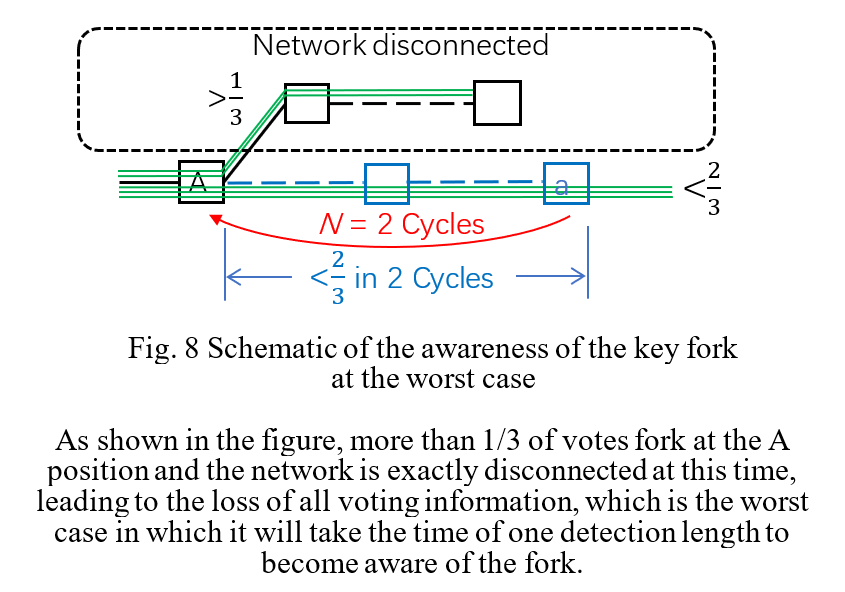 Network disconnected
>1/3
A
a
<2/3
N = 2 Cycles
<2/3 in 2 Cycles
Fig. 8 Schematic of the awareness of the key fork
at the worst case
As shown in the figure, more than 1/3 of votes fork at the A
position and the network is exactly disconnected at this time,
leading to the loss of all voting information, which is the worst
case in which it will take the time of one detection length to
become aware of the fork.